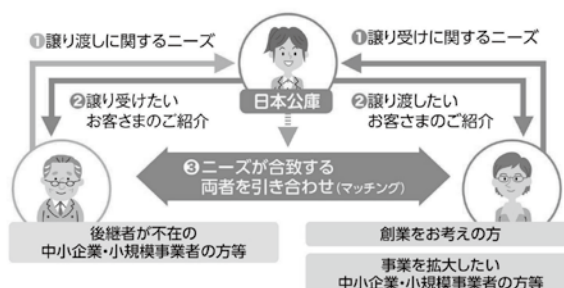 ❶譲り渡しに関するニーズ
❶譲り受けに関するニーズ
日本公庫
❷譲り受けたい
お客さまのご紹介
❷譲り渡したい
お客さまのご紹介
❸ニーズが合致する
両者を引き合わせ(マッチング)
後継者が不在の
中小企業・小規模事業者の方等
創業をお考えの方
事業を拡大したい
中小企業・小規模事業者の方等